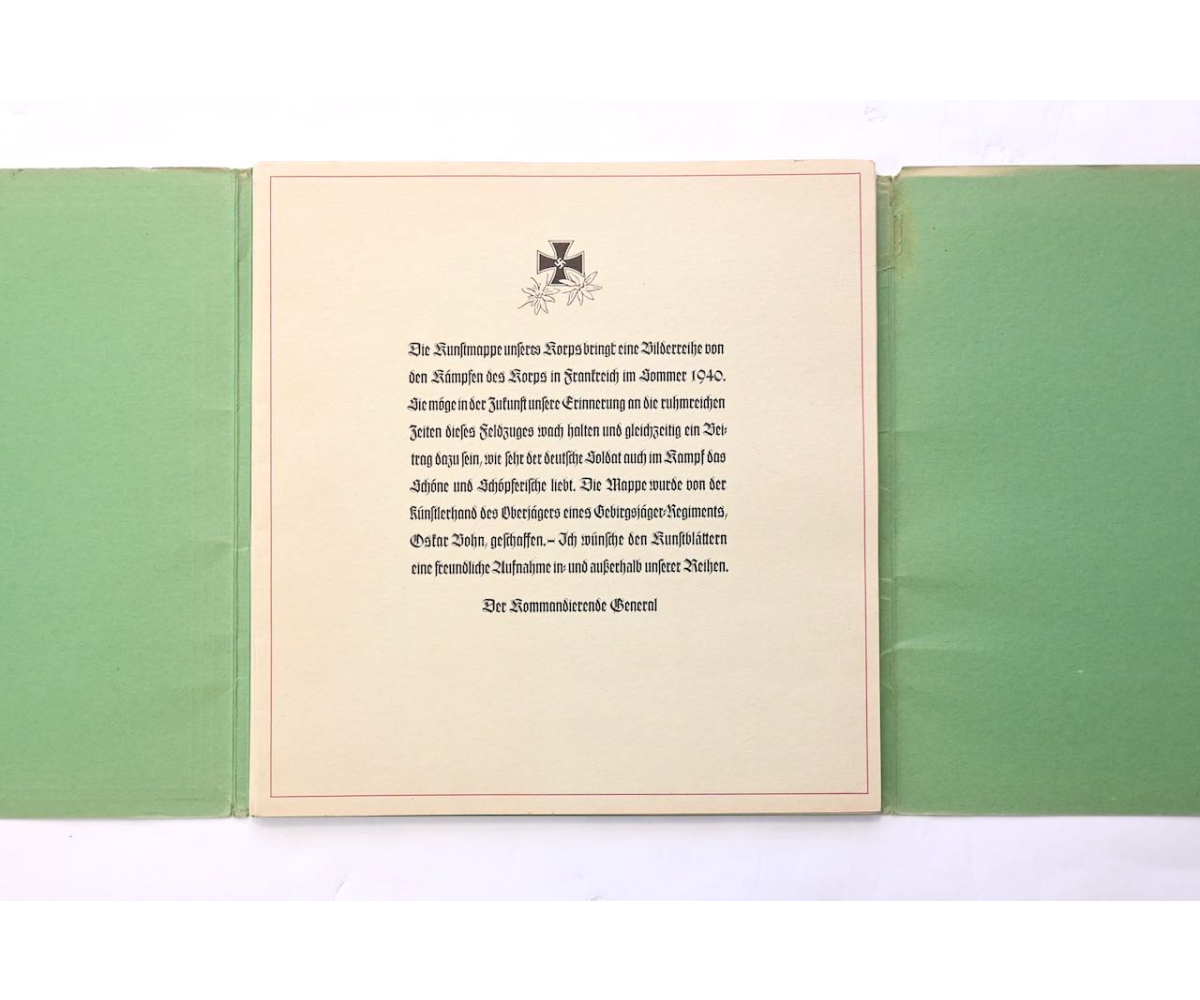 Die Kunstmappe unseres Korps bringt eine Bilderreihe von
den Kämpfen des Korps in Frankreich im Sommer 1940.
Sie möge in der Zukunft unsere Erinnerung an die ruhmreichen
Zeiten dieses Feldzuges wach halten und gleichzeitig ein Bei-
trag dazu sein, wie sehr der deutsche Soldat auch im Kampf das
Schöne und Schöpferische liebt. Die Mappe wurde von der
Künstlerhand des Oberjägers eines Gebirgsjäger-Regiments,
Oskar Bohn, geschaffen. – Ich wünsche den Kunstblättern
eine freundliche Aufnahme in- und außerhalb unserer Reihen.
Der Kommandierende General